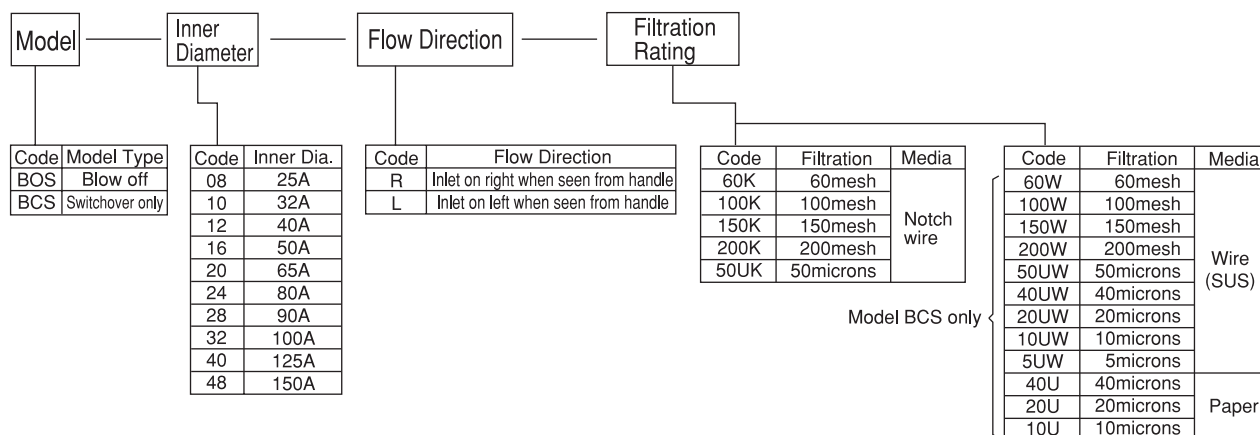 Model
Inner
Diameter
Flow Direction
Filtration
Rating
Code Model Type
BOS Blow off
BCS Switchover only
Code Inner Dia.
08 25A
10 32A
12 40A
16 50A
20 65A
24 80A
28 90A
32 100A
40 125A
48 150A
Code Flow Direction
R Inlet on right when seen from handle
L Inlet on left when seen from handle
Code Filtration Media
60K 60mesh
100K 100mesh
150K 150mesh
200K 200mesh
50UK 50microns
Notch
wire
Model BCS only
Code Filtration Media
60W 60mesh
100W 100mesh
150W 150mesh
200W 200mesh
50UW 50microns
40UW 40microns
20UW 20microns
10UW 10microns
5UW 5microns
Wire
(SUS)
40U 40microns
20U 20microns
10U 10microns
Paper